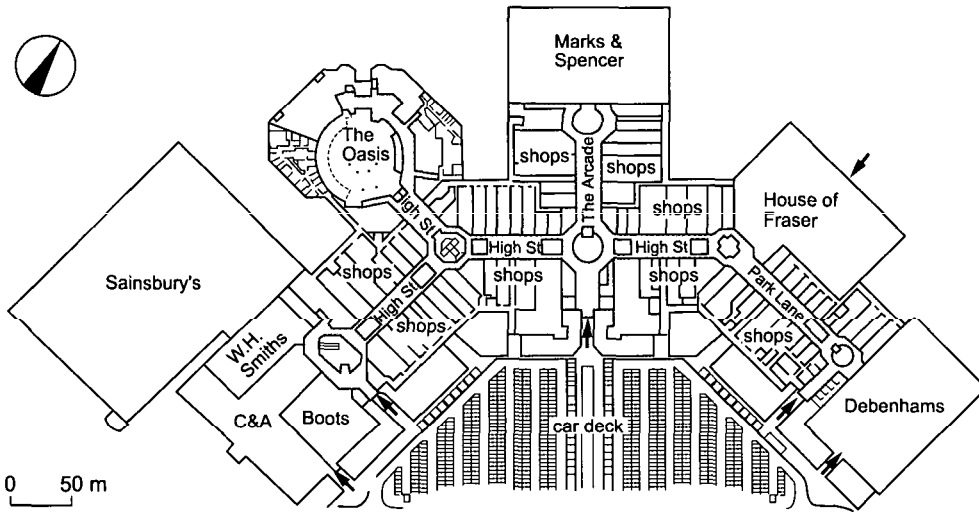 Marks &
Spencer
The
Oasis
shops
The Arcade
shops
High St
shops
House of
Fraser
High St
High St
Sainsbury's
shops
shops
shops
High St
Park Lane
shops
shops
W.H.
Smiths
C&A
Boots
car deck
Debenhams
0 50 m